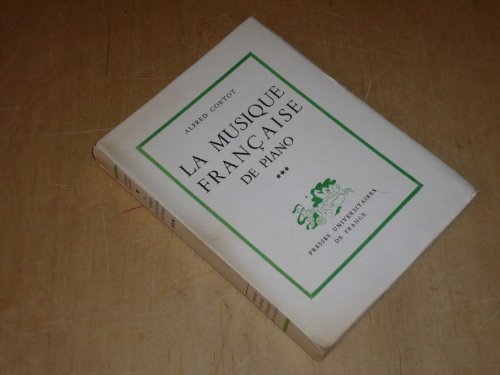 ALFRED CORTOT
LA MUSIQUE
FRANÇAISE
DE PIANO
***
PRESSES UNIVERSITAIRES
DE FRANCE